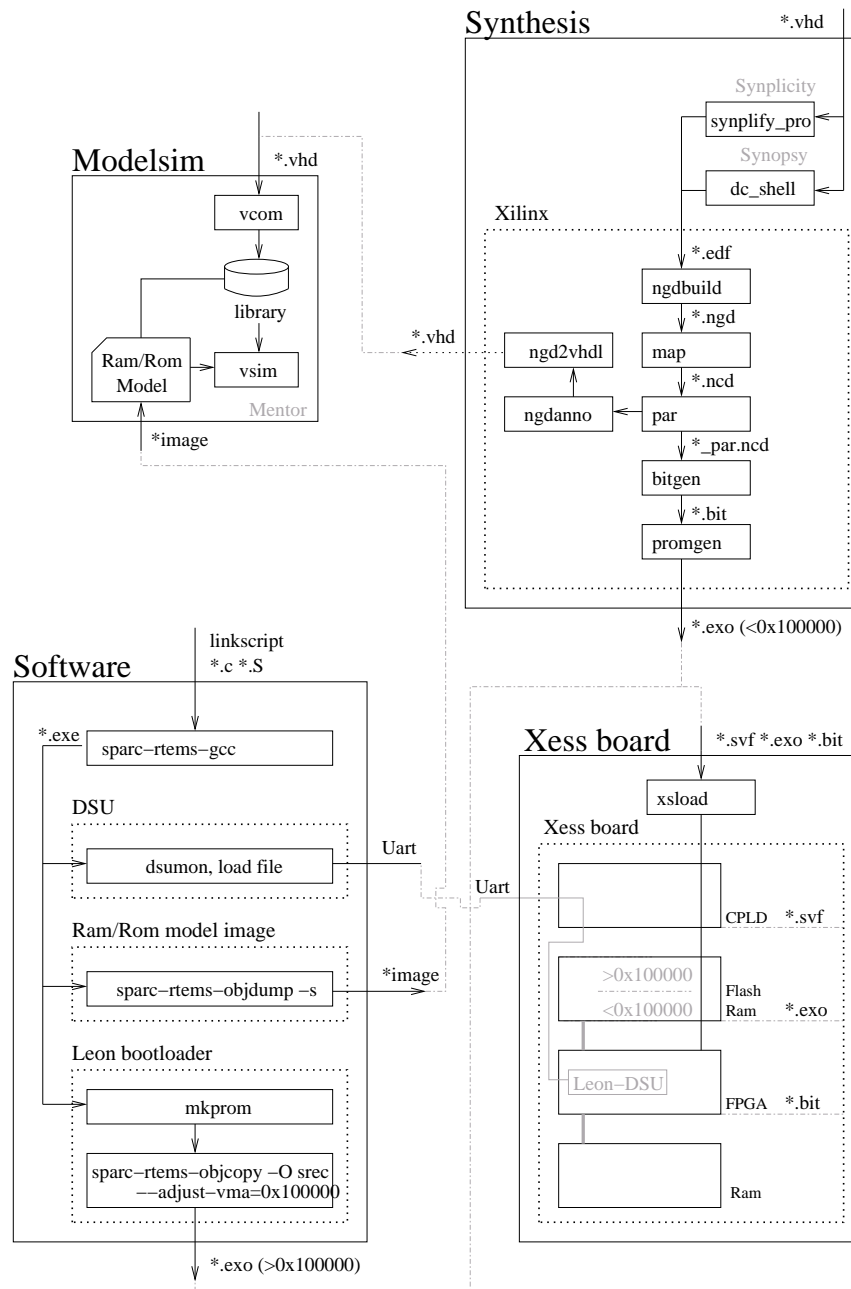 Synthesis
*.vhd
Synplicity
synplify_pro
Synopsy
dc_shell
Xilinx
*.edf
ngdbuild
*.ngd
*.vhd
ngd2vhdl
map
*.ncd
ngdanno
par
*_par.ncd
bitgen
*.bit
promgen
*.exo (<0x100000)
Modelsim
*.vhd
vcom
library
Ram/Rom
Model
vsim
Mentor
*image
Software
linkscript
*.c *.S
*.exe
sparc-rtems-gcc
DSU
dsumon, load file
Uart
Ram/Rom model image
sparc-rtems-objdump -s
*image
Leon bootloader
mkprom
sparc-rtems-objcopy -O srec
--adjust-vma=0x100000
*.exo (>0x100000)
Xess board
*.svf *.exo *.bit
xsload
Xess board
Uart
CPLD *.svf
>0x100000
<0x100000
Flash
Ram *.exo
Leon-DSU
FPGA *.bit
Ram